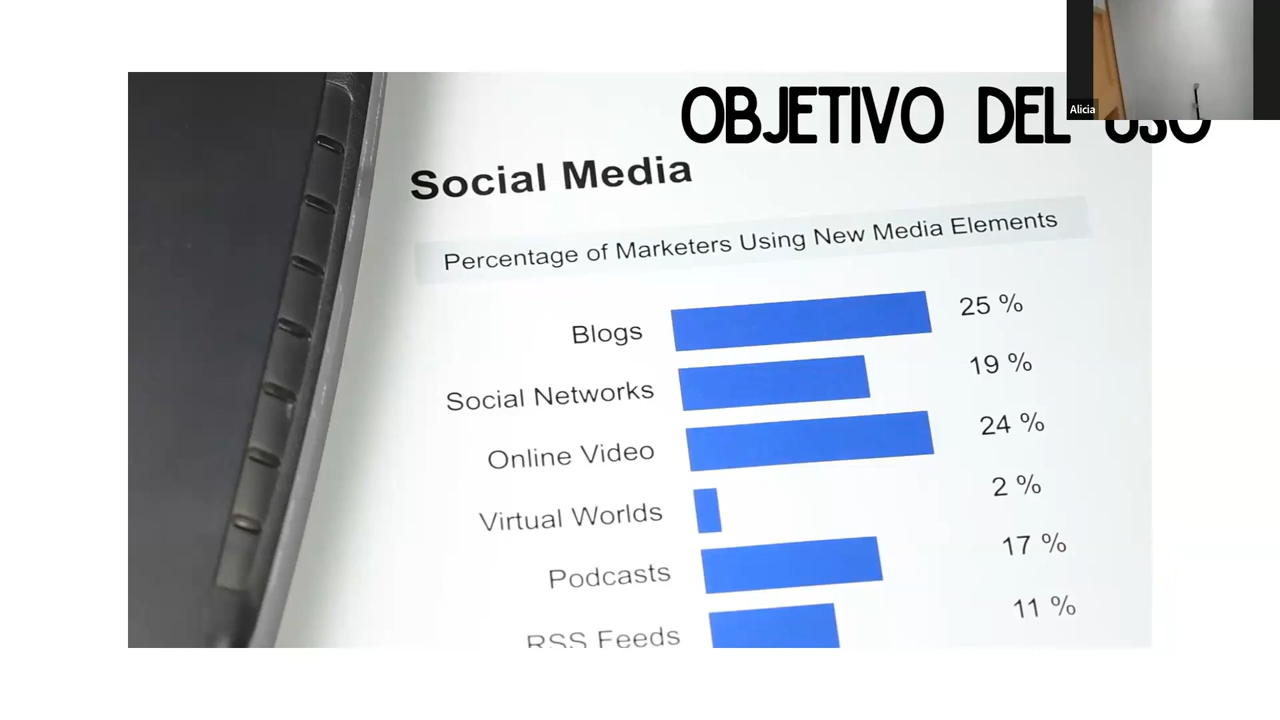 OBJETIVO DEL USO
Alicia
Social Media
Percentage of Marketers Using New Media Elements
Blogs 25 %
Social Networks 19 %
Online Video 24 %
Virtual Worlds 2 %
Podcasts 17 %
RSS Feeds 11 %